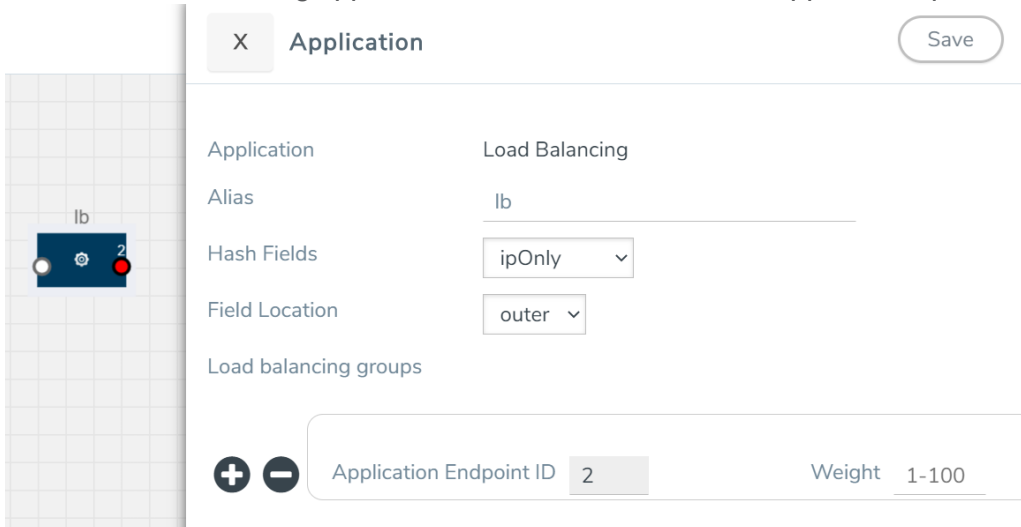 X Application Save
Application Load Balancing
Alias lb
lb
Hash Fields ipOnly
2
Field Location outer
Load balancing groups
Application Endpoint ID 2 Weight 1-100